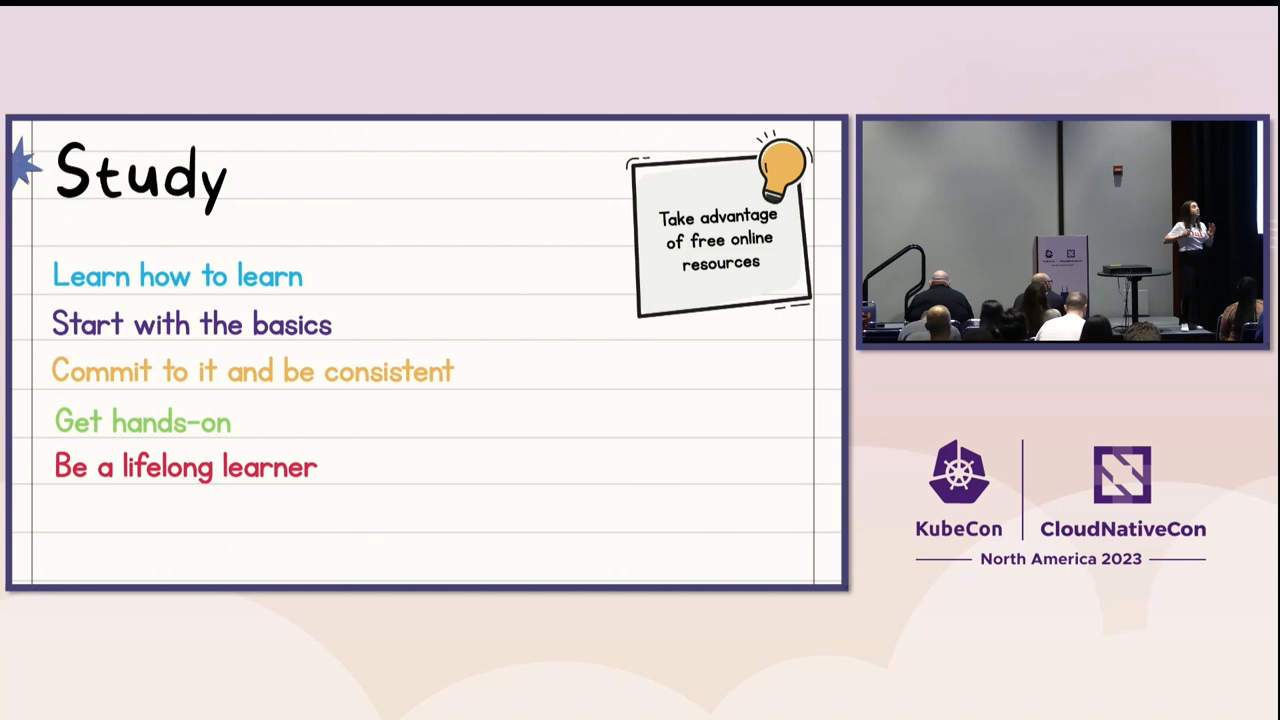 Study
Learn how to learn
Start with the basics
Commit to it and be consistent
Get hands-on
Be a lifelong learner
Take advantage
of free online
resources
KubeCon
CloudNativeCon
North America 2023